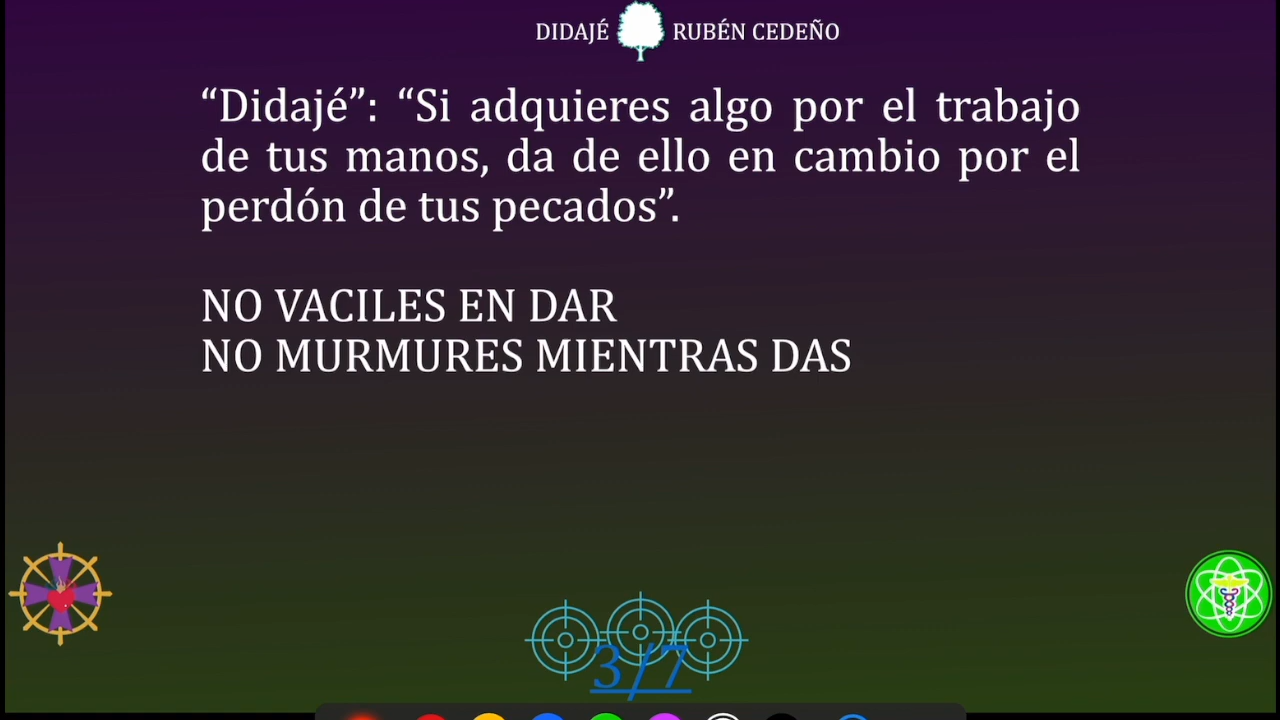 DIDAJÉ RUBÉN CEDEÑO
“Didajé”: “Si adquieres algo por el trabajo
de tus manos, da de ello en cambio por el
perdón de tus pecados”.
NO VACILES EN DAR
NO MURMURES MIENTRAS DAS
3/7